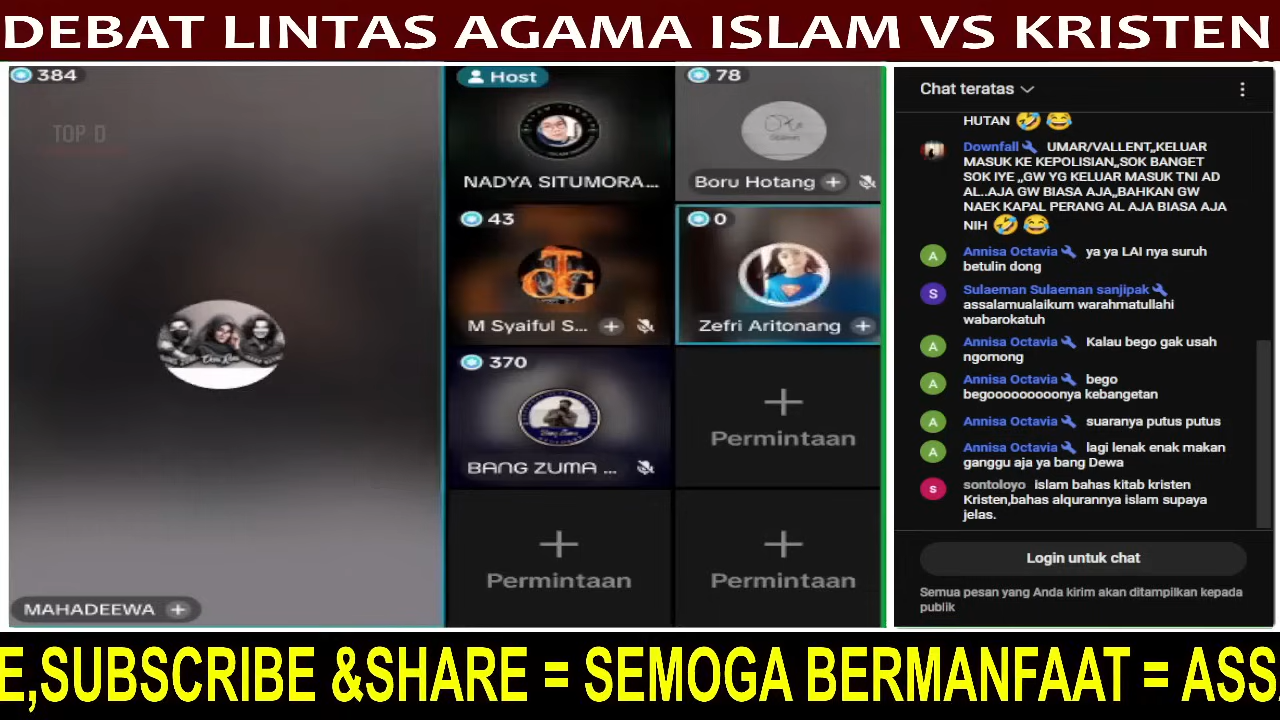 DEBAT LINTAS AGAMA ISLAM VS KRISTEN
384
TOP D
MAHADEEWA +
Host
NADYA SITUMORA...
78
Boru Hotang +
43
M Syaiful S... +
0
Zefri Aritonang +
370
BANG ZUMA ...
Permintaan
Permintaan
Permintaan
Chat teratas
HUTAN 🤣😂
Downfall UMAR/VALLENT,,KELUAR
MASUK KE KEPOLISIAN,,SOK BANGET
SOK IYE ,,GW YG KELUAR MASUK TNI AD
AL..AJA GW BIASA AJA,,BAHKAN GW
NAEK KAPAL PERANG AL AJA BIASA AJA
NIH 🤣😂
A Annisa Octavia ya ya LAI nya suruh
betulin dong
S Sulaeman Sulaeman sanjipak
assalamualaikum warahmatullahi
wabarokatuh
A Annisa Octavia Kalau bego gak usah
ngomong
A Annisa Octavia bego
begooooooooonya kebangetan
A Annisa Octavia suaranya putus putus
A Annisa Octavia lagi lenak enak makan
ganggu aja ya bang Dewa
s sontoloyo islam bahas kitab kristen
Kristen,bahas alqurannya islam supaya
jelas.
Login untuk chat
Semua pesan yang Anda kirim akan ditampilkan kepada
publik
E,SUBSCRIBE &SHARE = SEMOGA BERMANFAAT = ASS